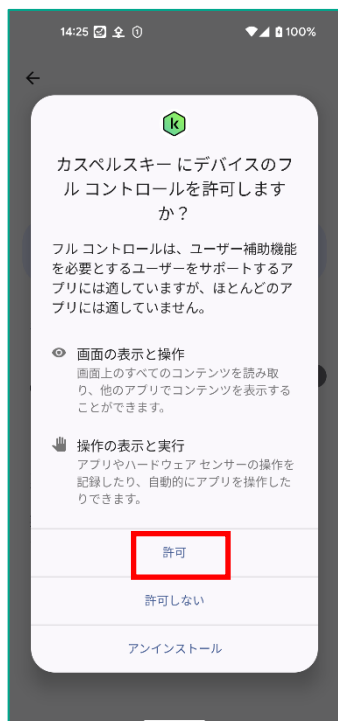 14:25 100%
カスペルスキー にデバイスのフ
ル コントロールを許可します
か？
フル コントロールは、ユーザー補助機能
を必要とするユーザーをサポートするア
プリには適していますが、ほとんどのア
プリには適していません。
画面の表示と操作
画面上のすべてのコンテンツを読み取
り、他のアプリでコンテンツを表示する
ことができます。
操作の表示と実行
アプリやハードウェア センサーの操作を
記録したり、自動的にアプリを操作した
りできます。
許可
許可しない
アンインストール